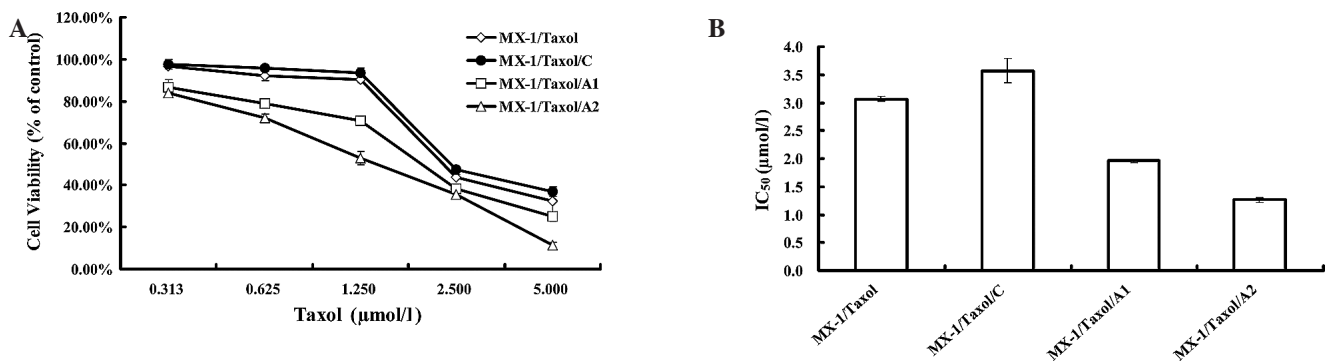 A
120.00%
100.00%
80.00%
60.00%
40.00%
20.00%
0.00%
Cell Viability (% of control)
0.313 0.625 1.250 2.500 5.000
Taxol (μmol/l)
MX-1/Taxol
MX-1/Taxol/C
MX-1/Taxol/A1
MX-1/Taxol/A2
B
4.0
3.5
3.0
2.5
2.0
1.5
1.0
0.5
0.0
IC50 (μmol/l)
MX-1/Taxol
MX-1/Taxol/C
MX-1/Taxol/A1
MX-1/Taxol/A2